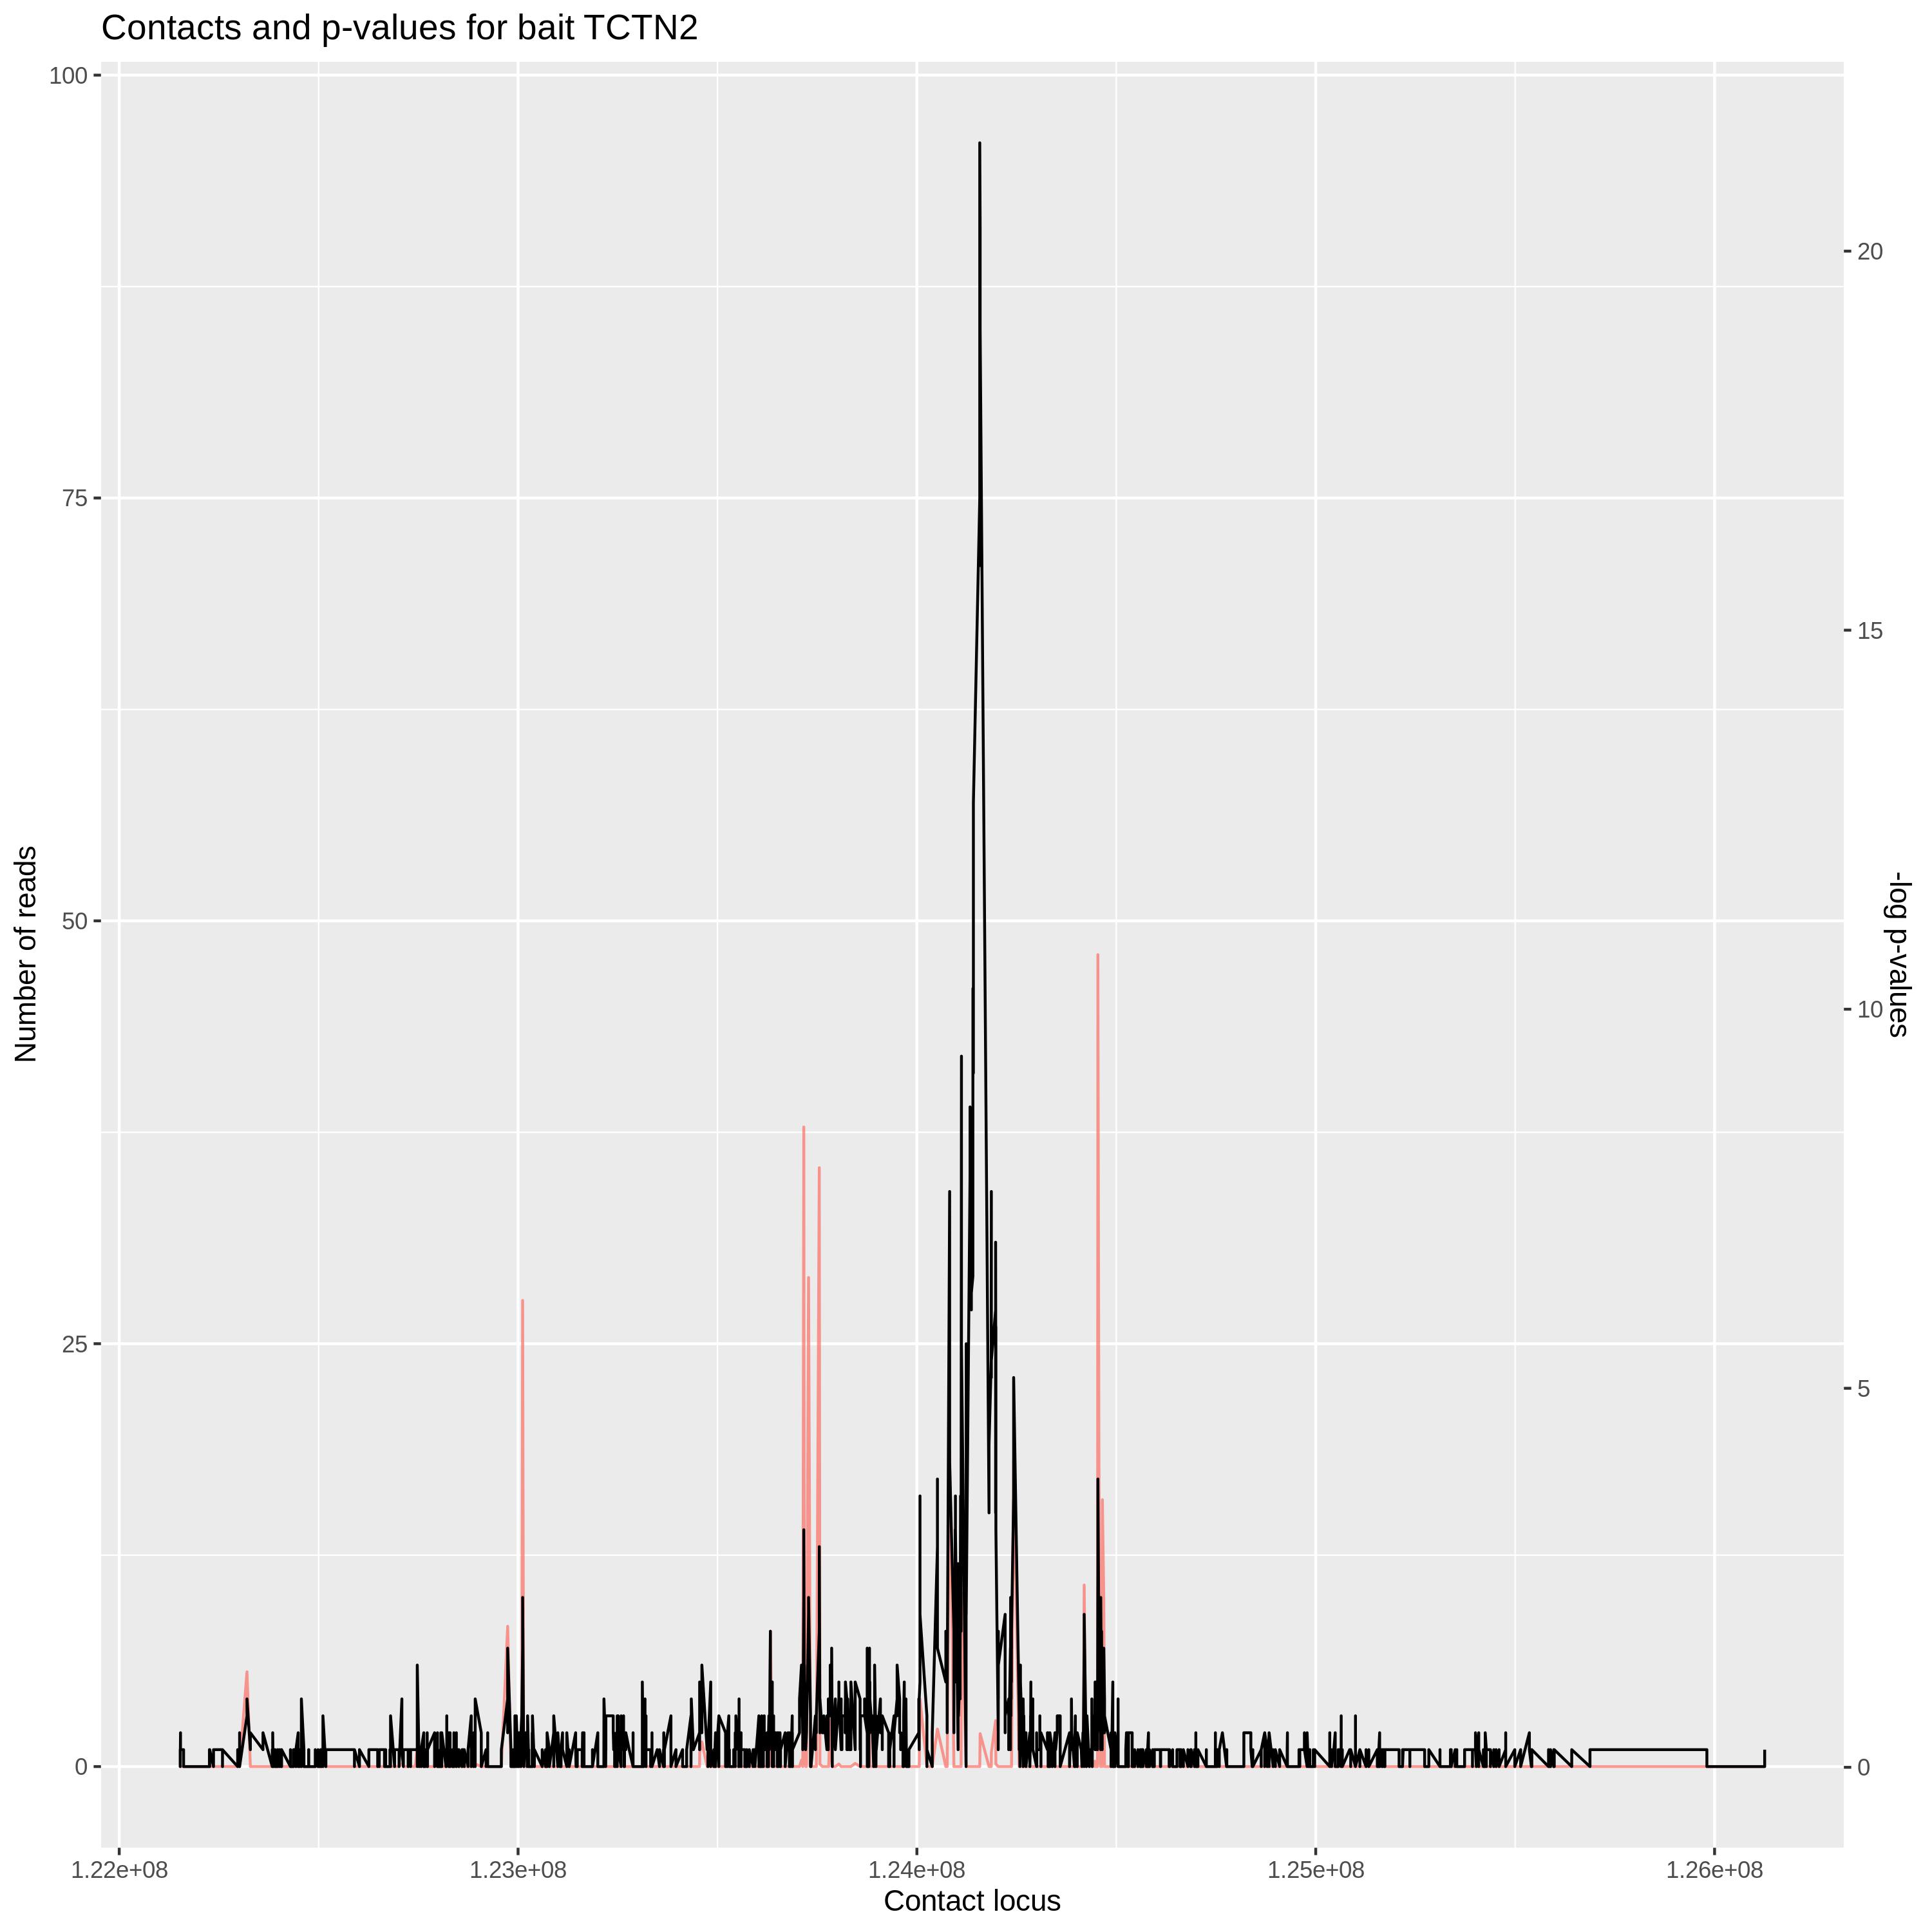 Contacts and p-values for bait TCTN2
100
75
50
25
0
Number of reads
20
15
10
5
0
-log p-values
1.22e+08
1.23e+08
1.24e+08
1.25e+08
1.26e+08
Contact locus